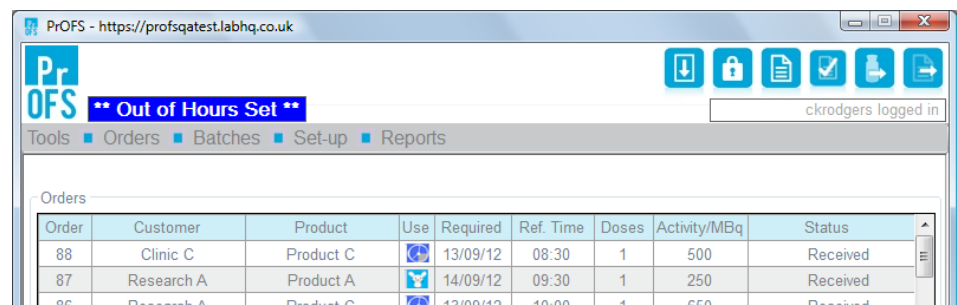 PrOFS - https://profsqatest.labhq.co.uk
Pr
OFS
** Out of Hours Set **
ckrodgers logged in
Tools Orders Batches Set-up Reports
Orders
Order Customer Product Use Required Ref. Time Doses Activity/MBq Status
88 Clinic C Product C 13/09/12 08:30 1 500 Received
87 Research A Product A 14/09/12 09:30 1 250 Received